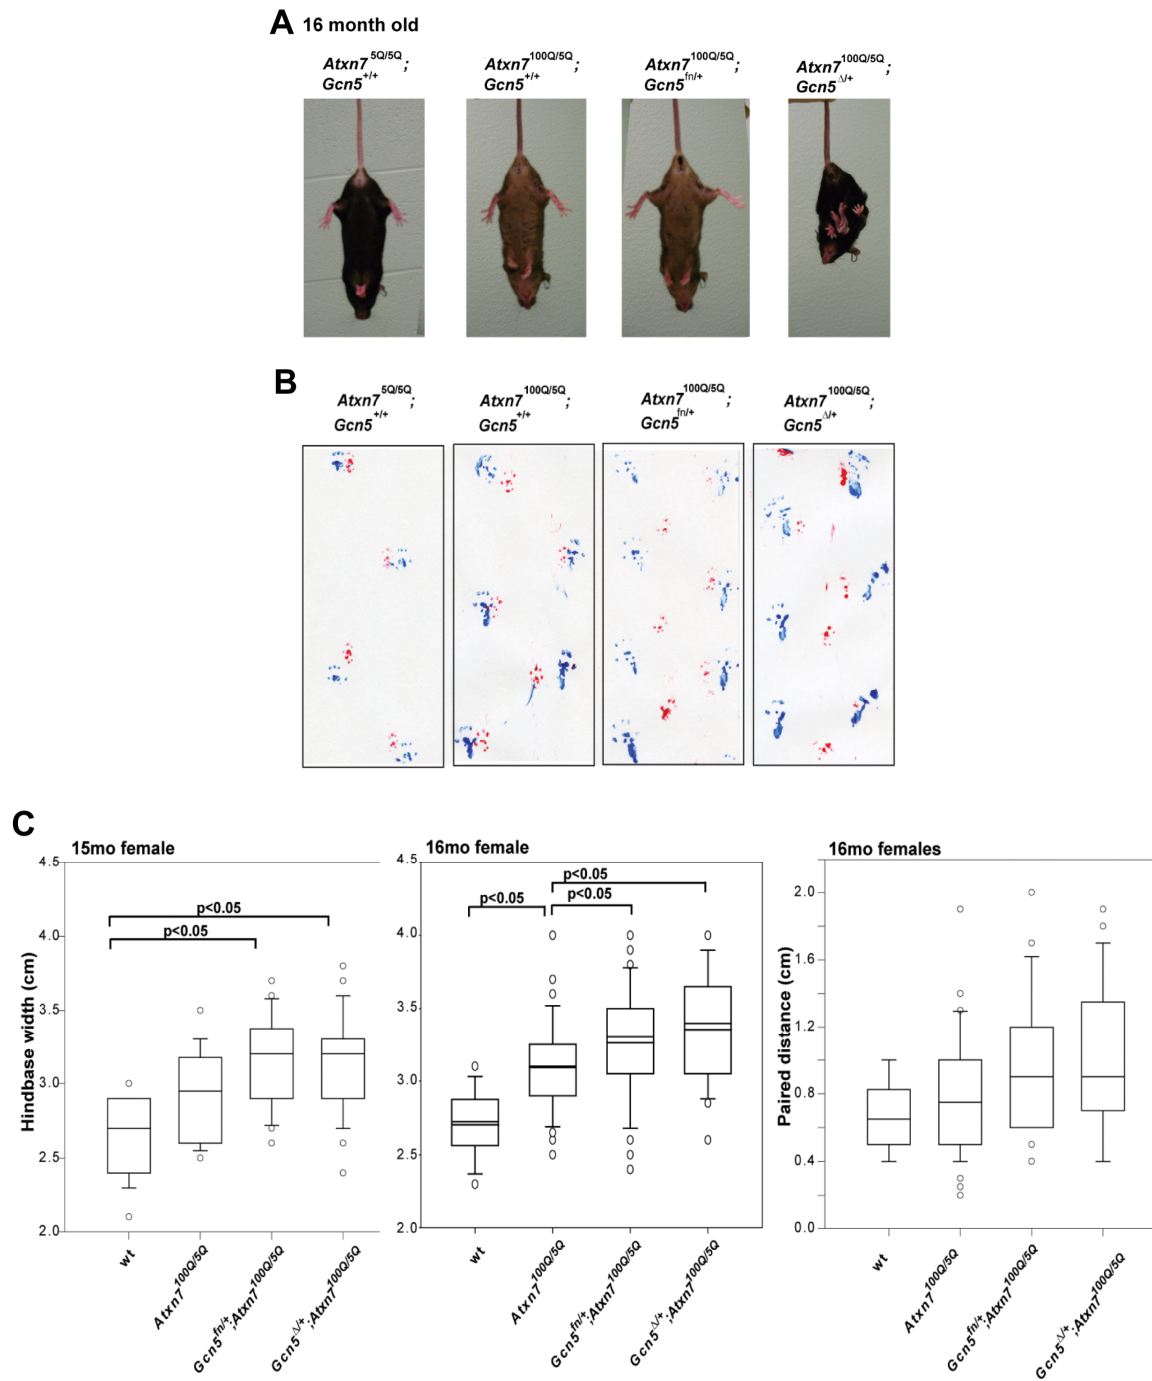 A 16 month old
Atxn7^5Q/5Q; Atxn7^100Q/5Q; Atxn7^100Q/5Q; Atxn7^100Q/5Q;
Gcn5^+/+ Gcn5^+/+ Gcn5^fn/+ Gcn5^Δ/+
B
Atxn7^5Q/5Q; Atxn7^100Q/5Q; Atxn7^100Q/5Q; Atxn7^100Q/5Q;
Gcn5^+/+ Gcn5^+/+ Gcn5^fn/+ Gcn5^Δ/+
C
15mo female
Hindbase width (cm)
4.5
4.0
3.5
3.0
2.5
2.0
p<0.05
p<0.05
wt
Atxn7^100Q/5Q
Gcn5^fn/+;Atxn7^100Q/5Q
Gcn5^Δ/+;Atxn7^100Q/5Q
16mo female
4.5
4.0
3.5
3.0
2.5
2.0
p<0.05
p<0.05
p<0.05
wt
Atxn7^100Q/5Q
Gcn5^fn/+;Atxn7^100Q/5Q
Gcn5^Δ/+;Atxn7^100Q/5Q
16mo females
Paired distance (cm)
2.0
1.6
1.2
0.8
0.4
0.0
wt
Atxn7^100Q/5Q
Gcn5^fn/+;Atxn7^100Q/5Q
Gcn5^Δ/+;Atxn7^100Q/5Q